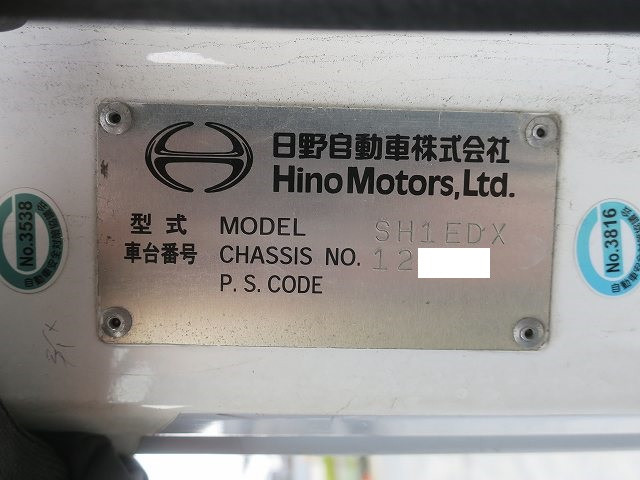 日野自動車株式会社
Hino Motors, Ltd.
型式 MODEL SH1EDX
車台番号 CHASSIS NO. 12
P.S.CODE
No.3538
No.3816